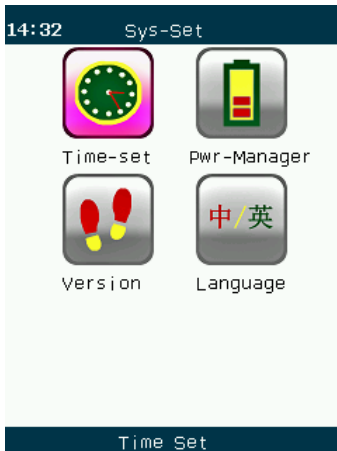 14:32 Sys-Set
Time-set Pwr-Manager
中/英
Version Language
Time Set